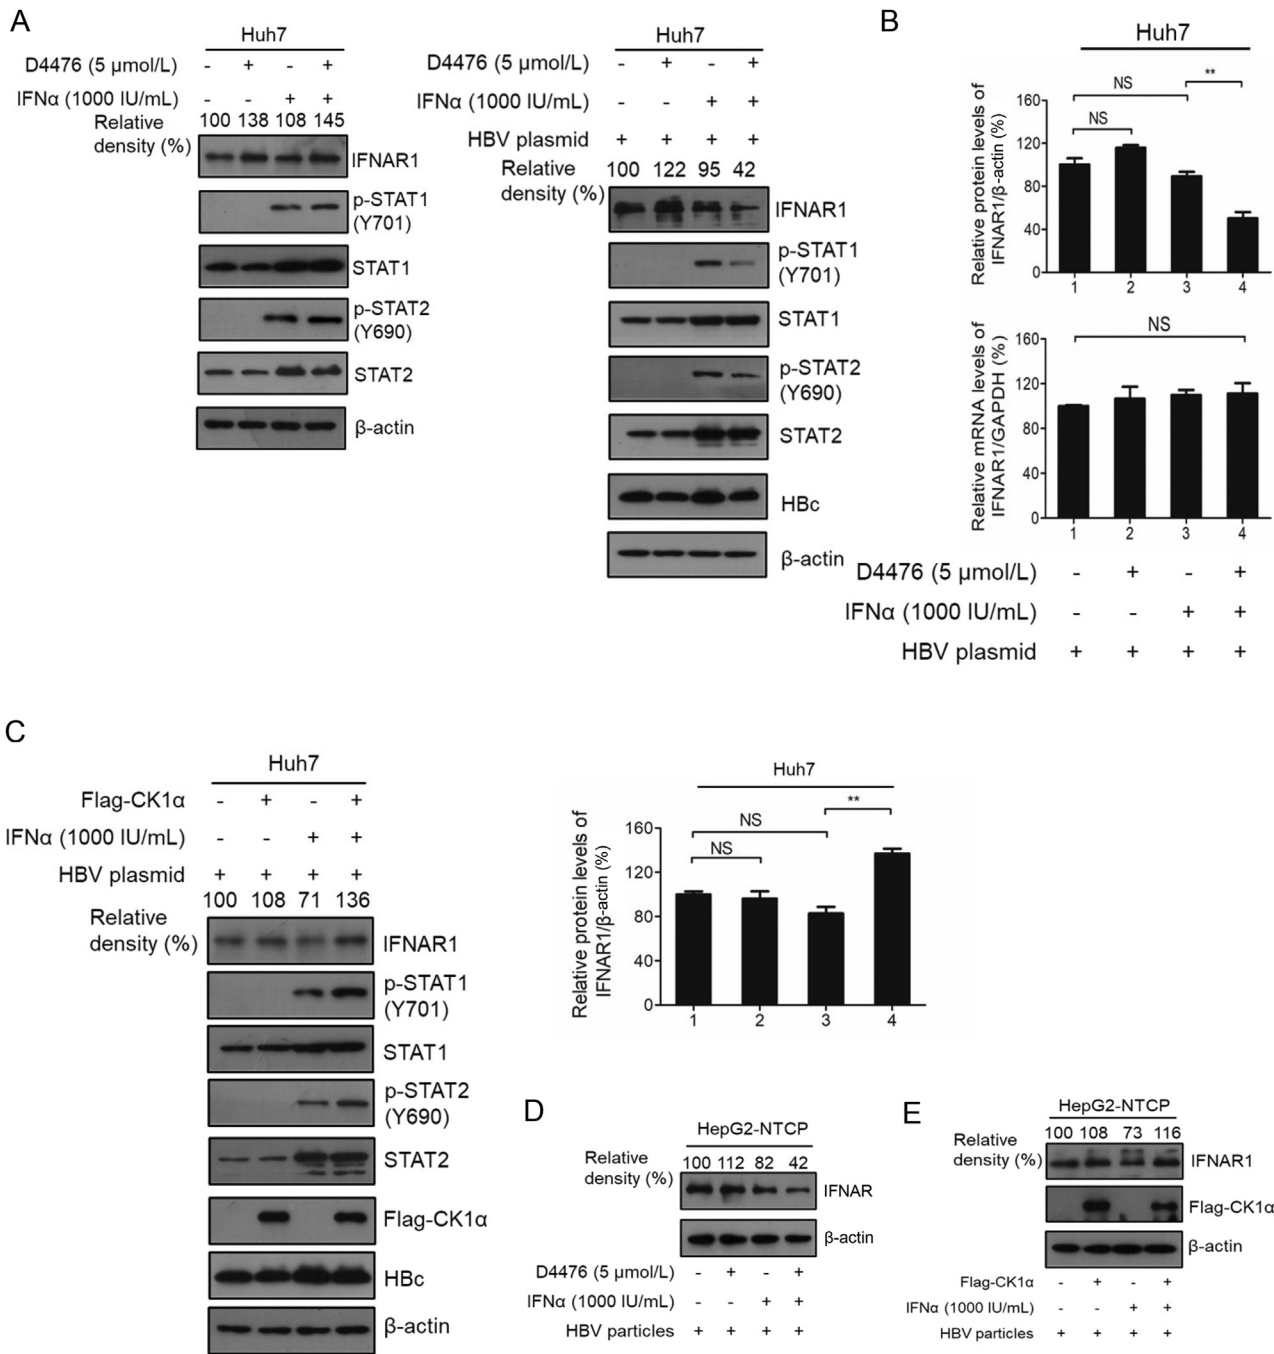 A
Huh7
D4476 (5 µmol/L) - + - +
IFNα (1000 IU/mL) - - + +
Relative density (%) 100 138 108 145
IFNAR1
p-STAT1 (Y701)
STAT1
p-STAT2 (Y690)
STAT2
β-actin
Huh7
D4476 (5 µmol/L) - + - +
IFNα (1000 IU/mL) - - + +
HBV plasmid + + + +
Relative density (%) 100 122 95 42
IFNAR1
p-STAT1 (Y701)
STAT1
p-STAT2 (Y690)
STAT2
HBc
β-actin
B
Huh7
Relative protein levels of IFNAR1/β-actin (%)
160
120
80
40
0
NS
NS
**
1 2 3 4
Relative mRNA levels of IFNAR1/GAPDH (%)
160
120
80
40
0
NS
1 2 3 4
D4476 (5 µmol/L) - + - +
IFNα (1000 IU/mL) - - + +
HBV plasmid + + + +
C
Huh7
Flag-CK1α - + - +
IFNα (1000 IU/mL) - - + +
HBV plasmid + + + +
100 108 71 136
Relative density (%)
IFNAR1
p-STAT1 (Y701)
STAT1
p-STAT2 (Y690)
STAT2
Flag-CK1α
HBc
β-actin
Huh7
Relative protein levels of IFNAR1/β-actin (%)
160
120
80
40
0
NS
NS
**
1 2 3 4
D
HepG2-NTCP
Relative density (%) 100 112 82 42
IFNAR
β-actin
D4476 (5 µmol/L) - + - +
IFNα (1000 IU/mL) - - + +
HBV particles + + + +
E
HepG2-NTCP
Relative density (%) 100 108 73 116
IFNAR1
Flag-CK1α
β-actin
Flag-CK1α - + - +
IFNα (1000 IU/mL) - - + +
HBV particles + + + +